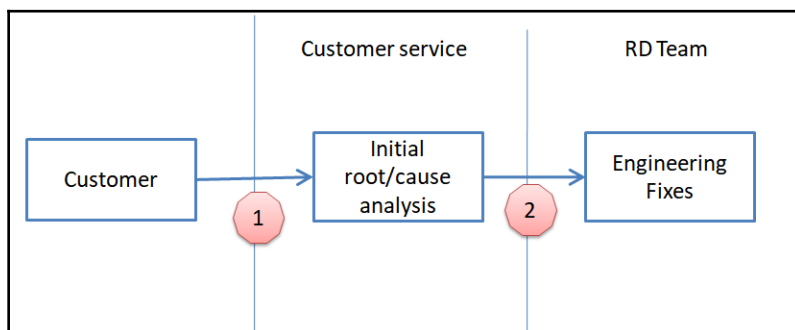 Customer service
RD Team
Customer
Initial
root/cause
analysis
Engineering
Fixes
1
2